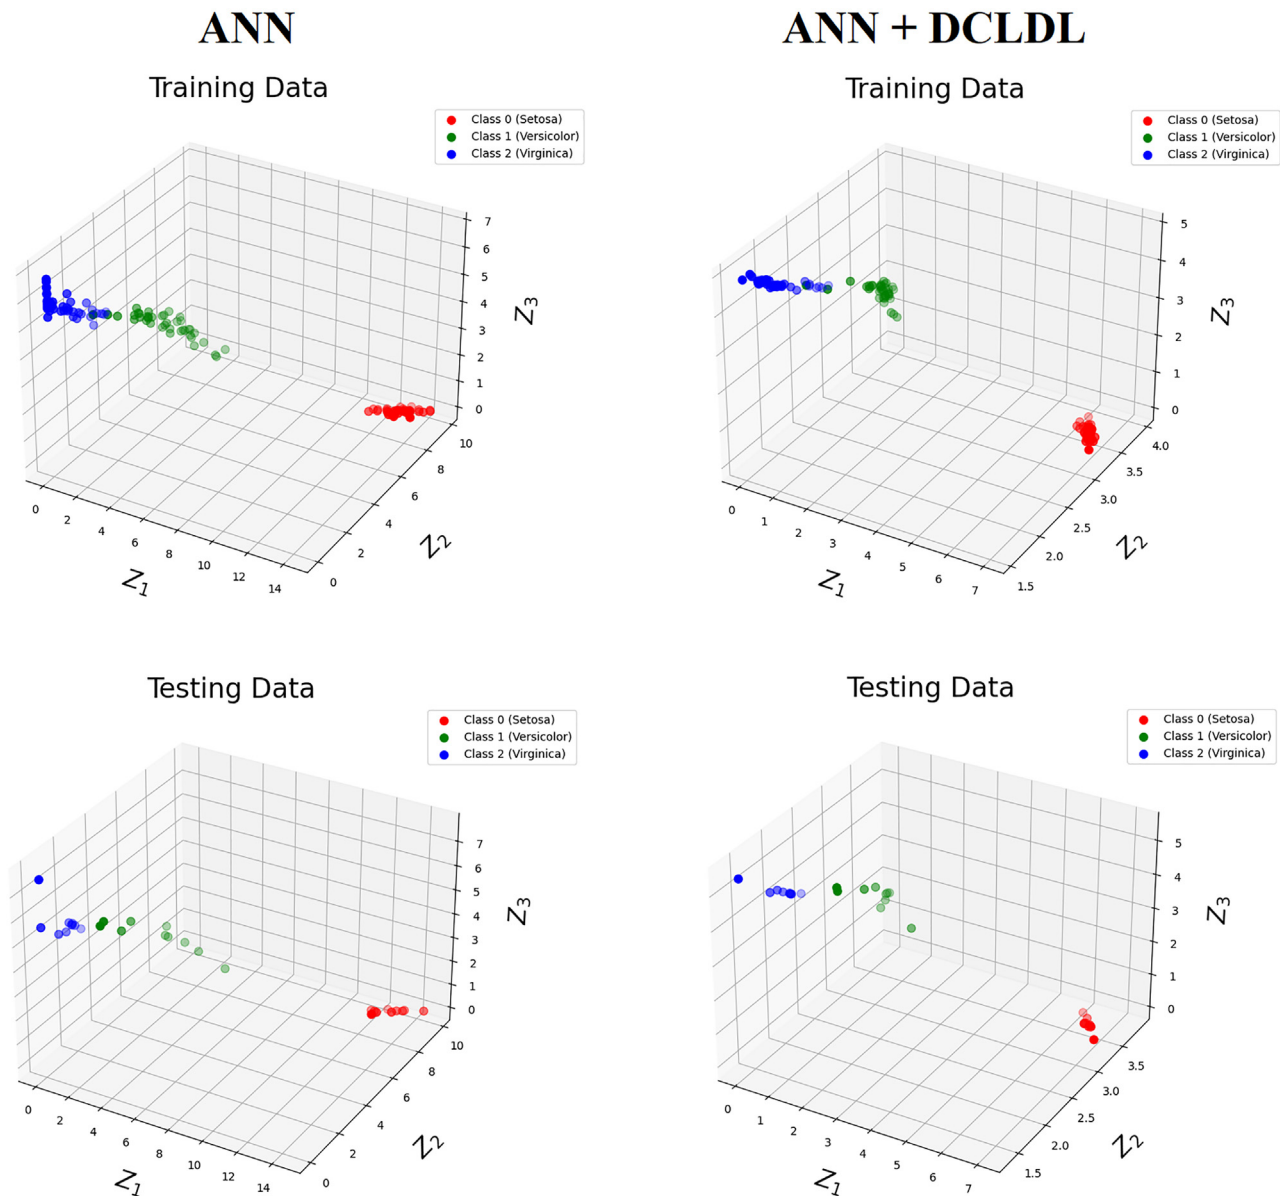 ANN
ANN + DCLDL
Training Data
Class 0 (Setosa)
Class 1 (Versicolor)
Class 2 (Virginica)
7
6
5
4
3
2
1
0
Z3
10
8
6
4
2
0
Z2
0
2
4
6
8
10
12
14
Z1
Training Data
Class 0 (Setosa)
Class 1 (Versicolor)
Class 2 (Virginica)
5
4
3
2
1
0
Z3
4.0
3.5
3.0
2.5
2.0
1.5
Z2
0
1
2
3
4
5
6
7
Z1
Testing Data
Class 0 (Setosa)
Class 1 (Versicolor)
Class 2 (Virginica)
7
6
5
4
3
2
1
0
Z3
10
8
6
4
2
0
Z2
0
2
4
6
8
10
12
14
Z1
Testing Data
Class 0 (Setosa)
Class 1 (Versicolor)
Class 2 (Virginica)
5
4
3
2
1
0
Z3
3.5
3.0
2.5
2.0
1.5
Z2
0
1
2
3
4
5
6
7
Z1